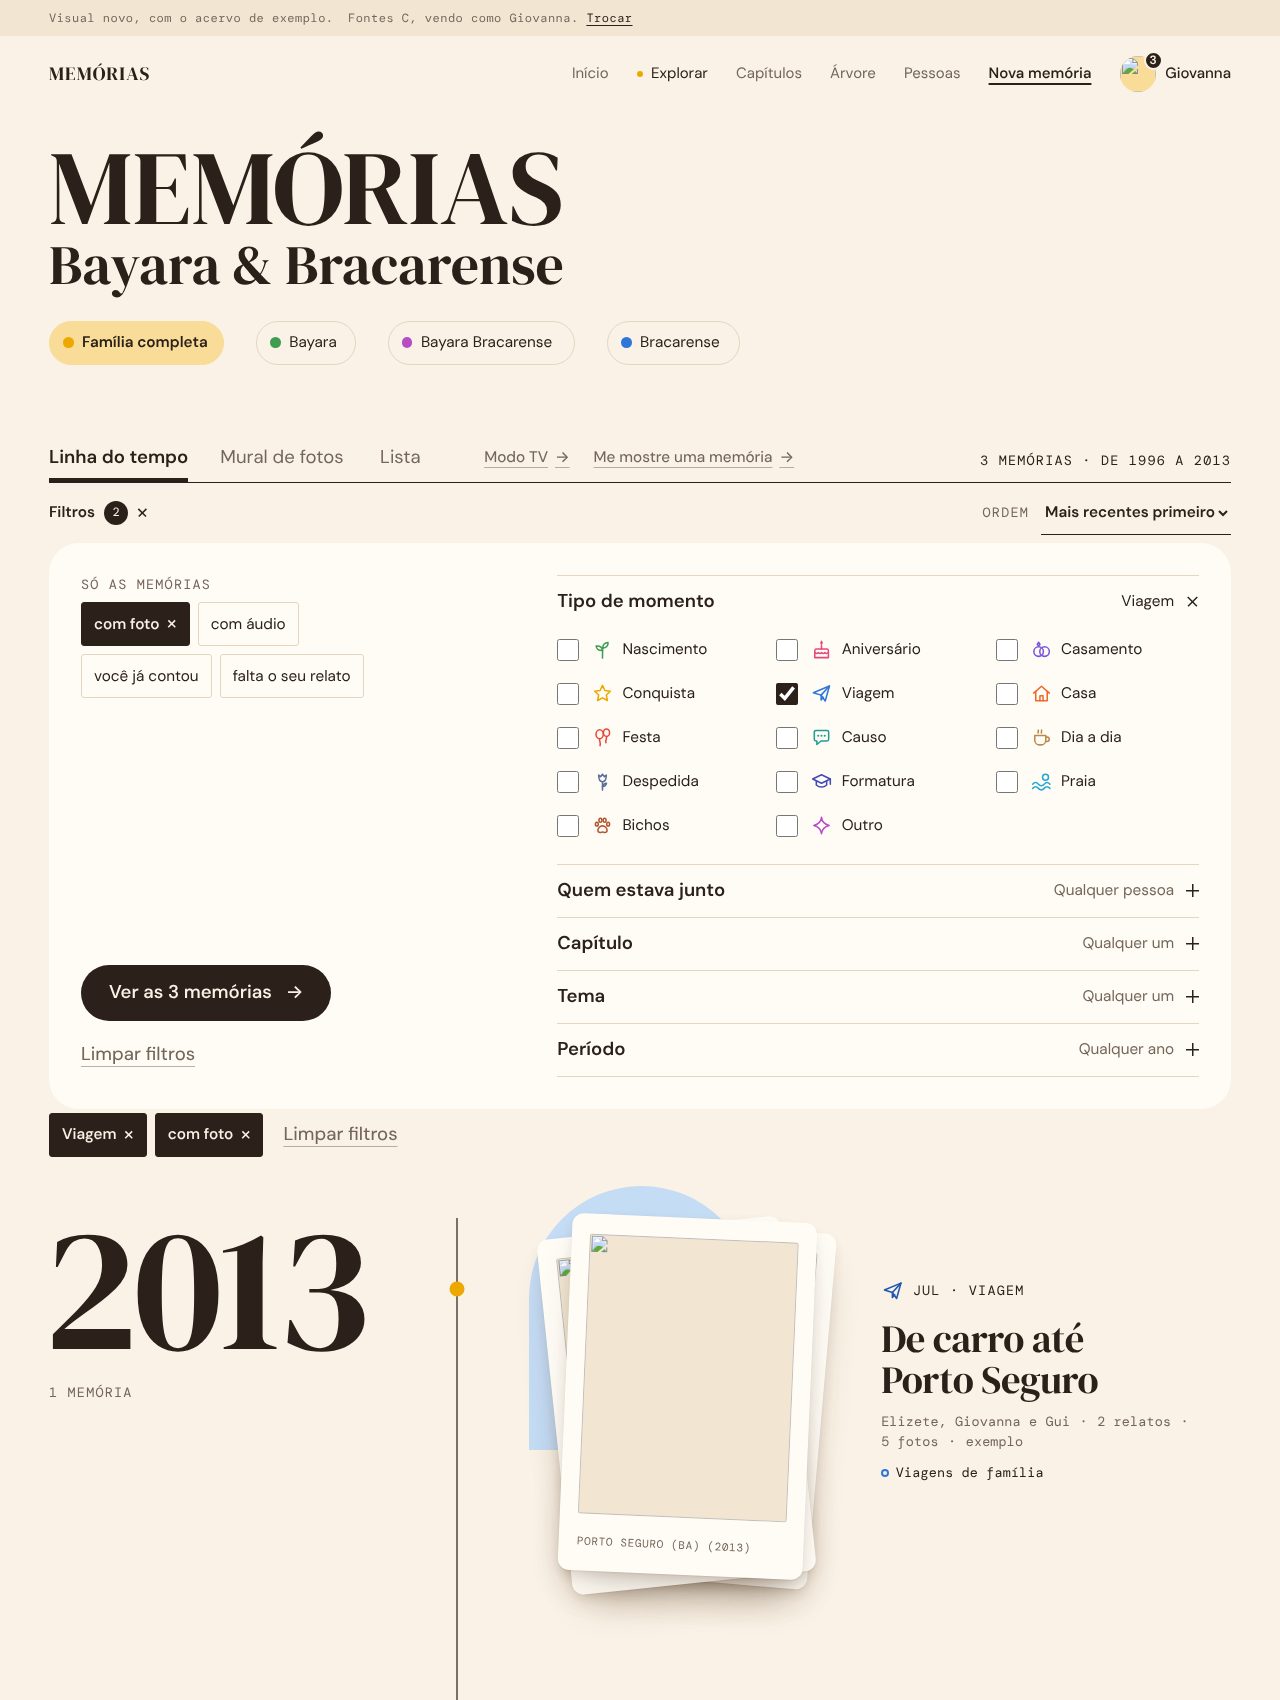 Visual novo, com o acervo de exemplo. Fontes C, vendo como Giovanna. Trocar
MEMÓRIAS
Início
Explorar
Capítulos
Árvore
Pessoas
Nova memória
3
Giovanna
MEMÓRIAS
Bayara & Bracarense
Família completa
Bayara
Bayara Bracarense
Bracarense
Linha do tempo
Mural de fotos
Lista
Modo TV →
Me mostre uma memória →
3 MEMÓRIAS · DE 1996 A 2013
Filtros 2 ×
ORDEM Mais recentes primeiro
SÓ AS MEMÓRIAS
com foto ×
com áudio
você já contou
falta o seu relato
Ver as 3 memórias →
Limpar filtros
Tipo de momento
Viagem ×
Nascimento
Aniversário
Casamento
Conquista
Viagem
Casa
Festa
Causo
Dia a dia
Despedida
Formatura
Praia
Bichos
Outro
Quem estava junto
Qualquer pessoa +
Capítulo
Qualquer um +
Tema
Qualquer um +
Período
Qualquer ano +
Viagem ×
com foto ×
Limpar filtros
2013
1 MEMÓRIA
PORTO SEGURO (BA) (2013)
JUL · VIAGEM
De carro até
Porto Seguro
Elizete, Giovanna e Gui · 2 relatos ·
5 fotos · exemplo
Viagens de família